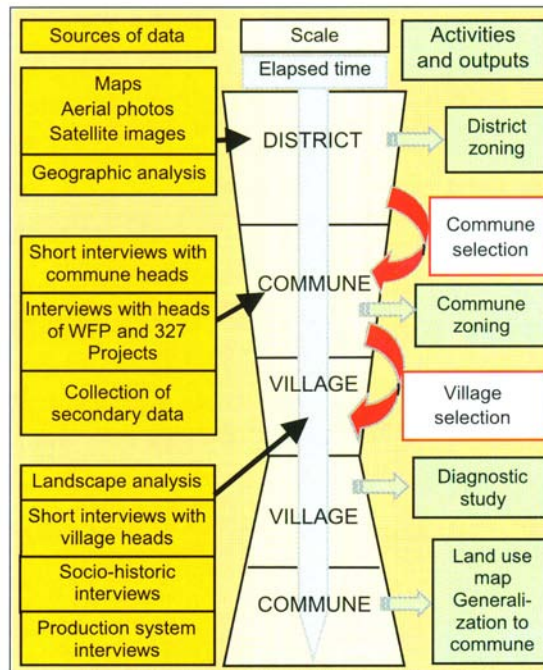 Sources of data
Scale
Activities
and outputs
Elapsed time
Maps
Aerial photos
Satellite images
Geographic analysis
DISTRICT
District
zoning
Commune
selection
Short interviews with
commune heads
Interviews with heads
of WFP and 327
Projects
Collection of
secondary data
COMMUNE
Commune
zoning
VILLAGE
Village
selection
Landscape analysis
Short interviews with
village heads
Socio-historic
interviews
Production system
interviews
VILLAGE
Diagnostic
study
COMMUNE
Land use
map
Generali-
zation to
commune